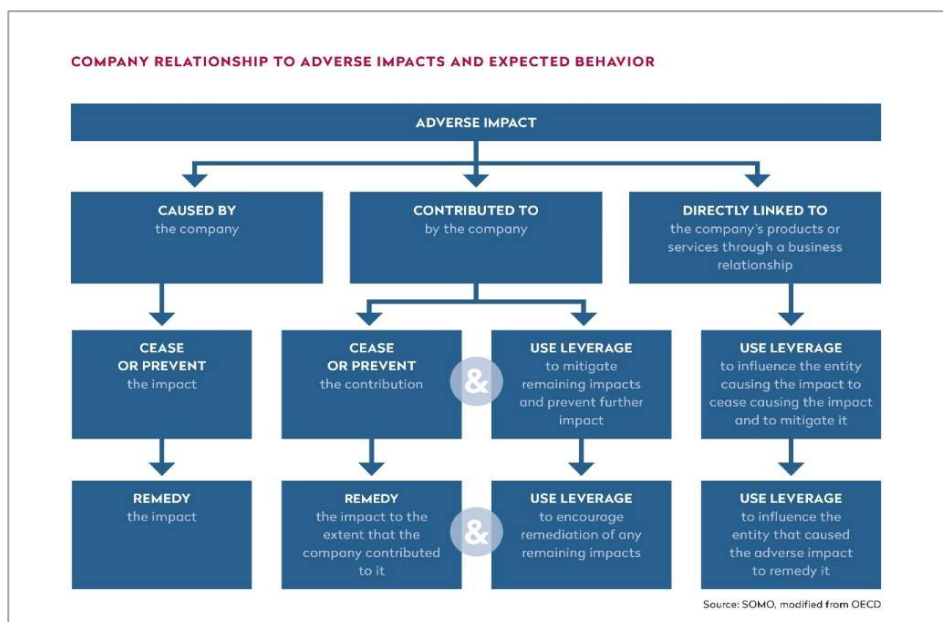 COMPANY RELATIONSHIP TO ADVERSE IMPACTS AND EXPECTED BEHAVIOR
ADVERSE IMPACT
CAUSED BY
the company
CONTRIBUTED TO
by the company
DIRECTLY LINKED TO
the company's products or
services through a business
relationship
CEASE
OR PREVENT
the impact
CEASE
OR PREVENT
the contribution
&
USE LEVERAGE
to mitigate
remaining impacts
and prevent further
impact
USE LEVERAGE
to influence the entity
causing the impact to
cease causing the impact
and to mitigate it
REMEDY
the impact
REMEDY
the impact to the
extent that the
company contributed
to it
&
USE LEVERAGE
to encourage
remediation of any
remaining impacts
USE LEVERAGE
to influence the
entity that caused
the adverse impact
to remedy it
Source: SOMO, modified from OECD